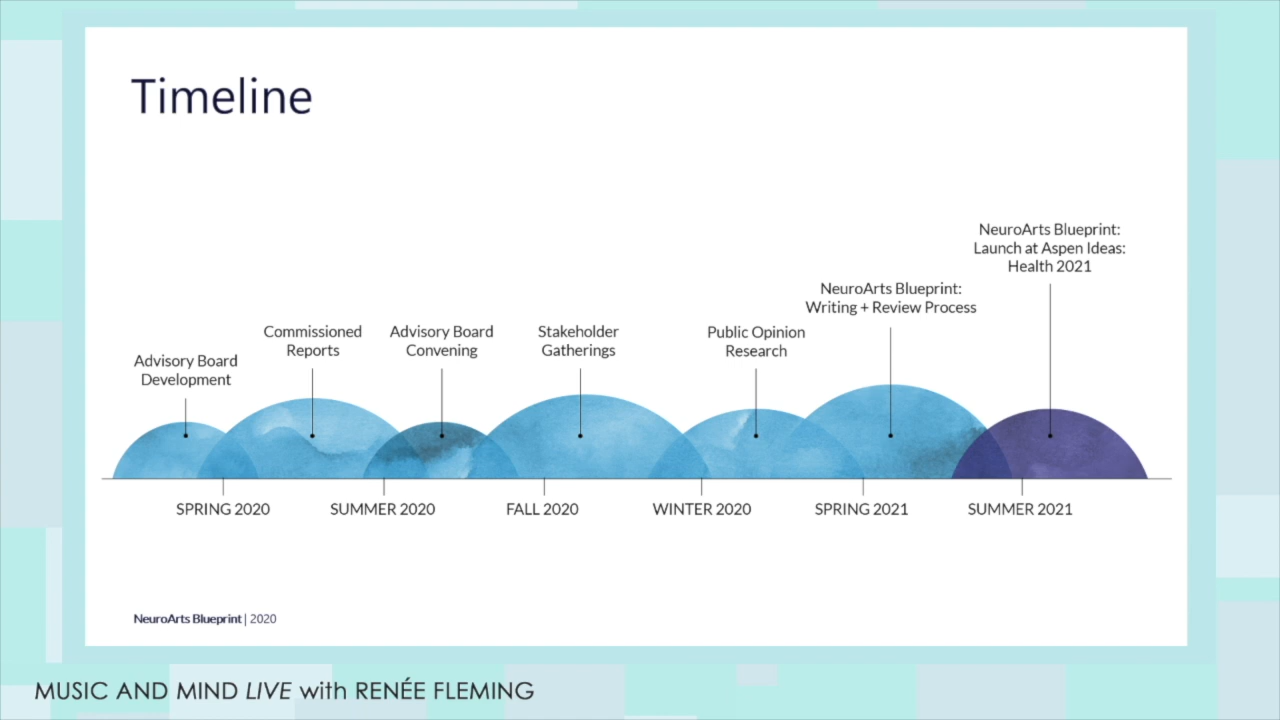 Timeline
NeuroArts Blueprint:
Launch at Aspen Ideas:
Health 2021
NeuroArts Blueprint:
Writing + Review Process
Commissioned
Reports
Advisory Board
Convening
Stakeholder
Gatherings
Public Opinion
Research
Advisory Board
Development
SPRING 2020
SUMMER 2020
FALL 2020
WINTER 2020
SPRING 2021
SUMMER 2021
NeuroArts Blueprint | 2020
MUSIC AND MIND LIVE with RENÉE FLEMING